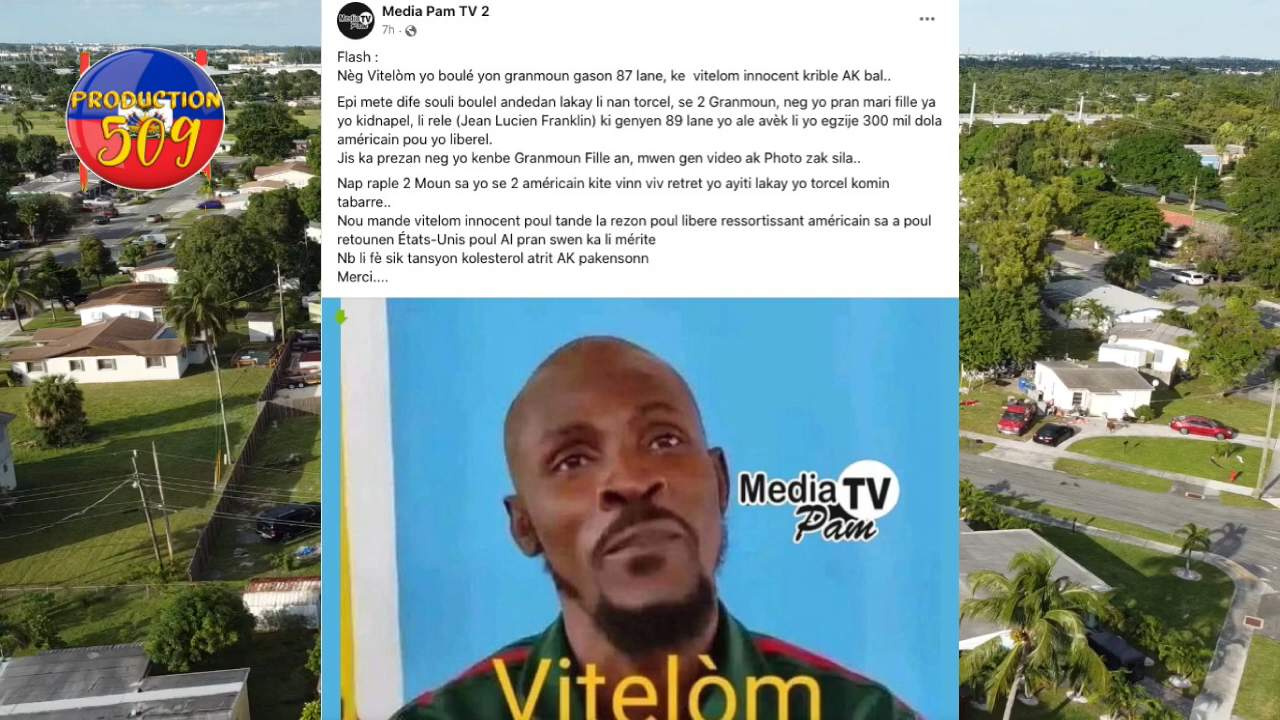 PRODUCTION
509
Media TV
Pam
Media Pam TV 2
7h ·
Flash :
Nèg Vitelòm yo boulé yon granmoun gason 87 lane, ke vitelom innocent krible AK bal..
Epi mete dife souli boulel andedan lakay li nan torcel, se 2 Granmoun, neg yo pran mari fille ya
yo kidnapel, li rele (Jean Lucien Franklin) ki genyen 89 lane yo ale avèk li yo egzije 300 mil dola
américain pou yo liberel.
Jis ka prezan neg yo kenbe Granmoun Fille an, mwen gen video ak Photo zak sila..
Nap raple 2 Moun sa yo se 2 américain kite vinn viv retret yo ayiti lakay yo torcel komin
tabarre..
Nou mande vitelom innocent poul tande la rezon poul libere ressortissant américain sa a poul
retounen États-Unis poul Al pran swen ka li mérite
Nb li fè sik tansyon kolesterol atrit AK pakensonn
Merci....
Media TV
Pam
Vitelòm